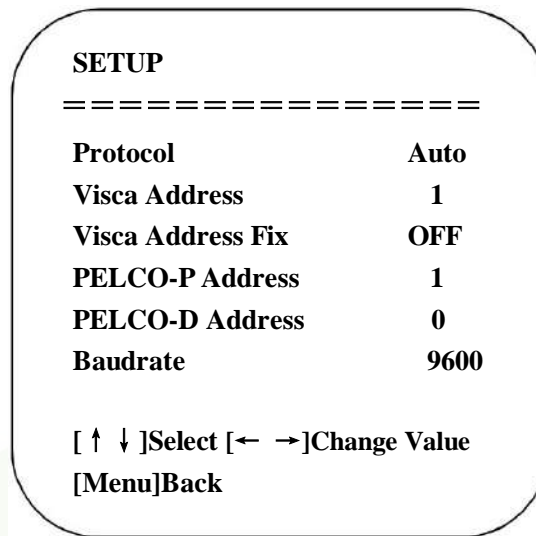 SETUP
===============
Protocol Auto
Visca Address 1
Visca Address Fix OFF
PELCO-P Address 1
PELCO-D Address 0
Baudrate 9600
[ ↑ ↓ ]Select [← →]Change Value
[Menu]Back